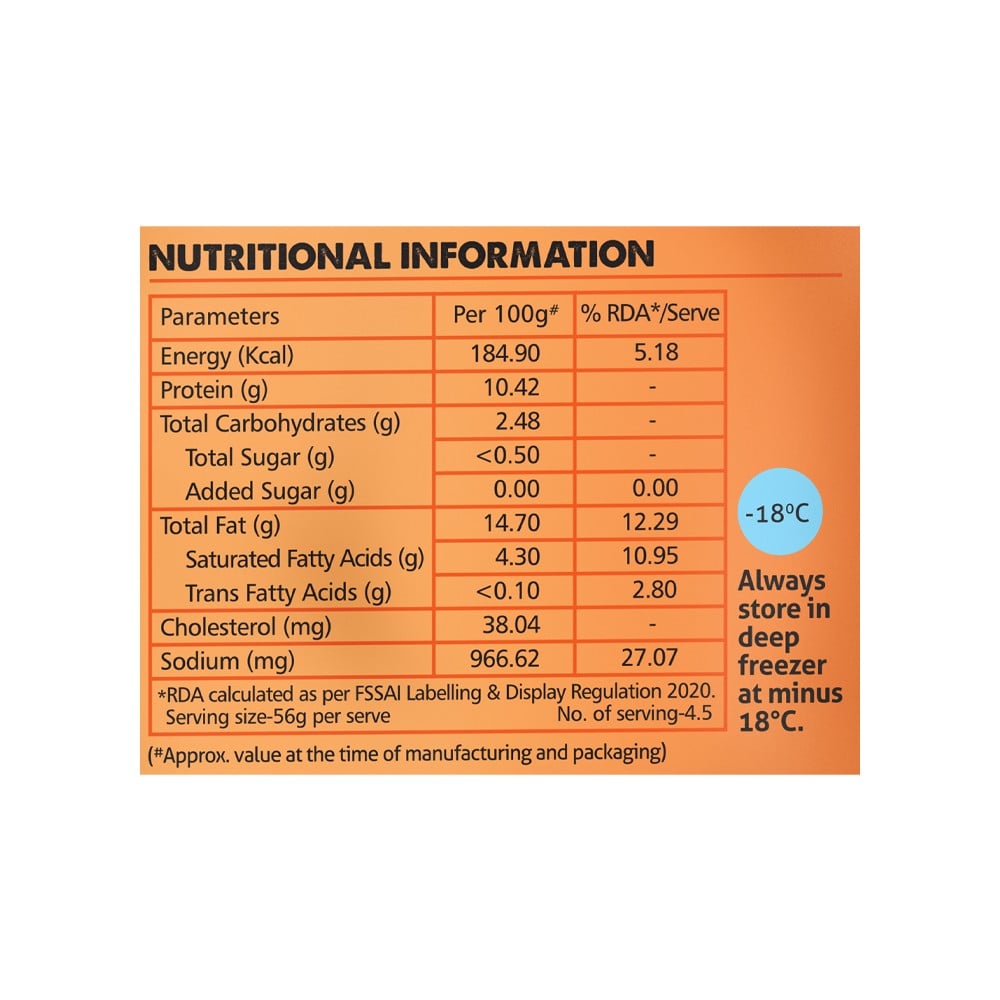 NUTRITIONAL INFORMATION
Parameters Per 100g# % RDA*/Serve
Energy (Kcal) 184.90 5.18
Protein (g) 10.42 -
Total Carbohydrates (g) 2.48 -
Total Sugar (g) <0.50 -
Added Sugar (g) 0.00 0.00
Total Fat (g) 14.70 12.29
Saturated Fatty Acids (g) 4.30 10.95
Trans Fatty Acids (g) <0.10 2.80
Cholesterol (mg) 38.04 -
Sodium (mg) 966.62 27.07
*RDA calculated as per FSSAI Labelling & Display Regulation 2020.
Serving size-56g per serve No. of serving-4.5
(#Approx. value at the time of manufacturing and packaging)
-18⁰C
Always
store in
deep
freezer
at minus
18°C.